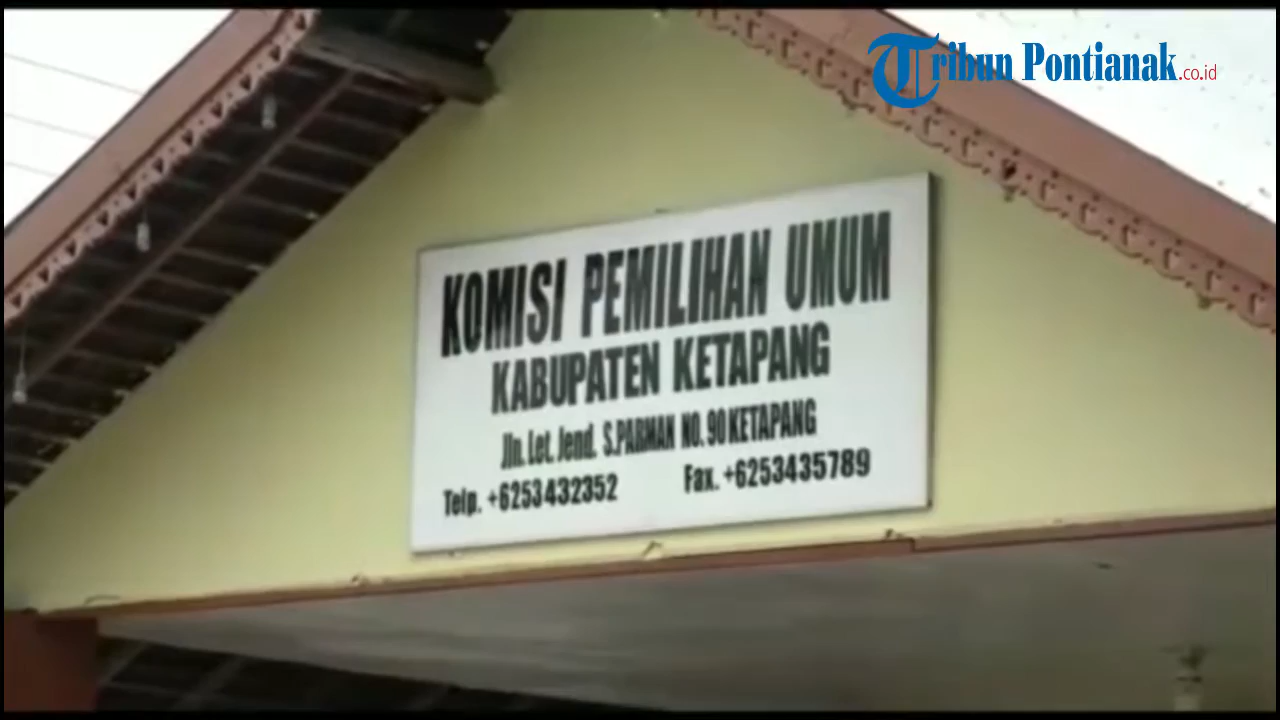 Tribun Pontianak.co.id
KOMISI PEMILIHAN UMUM
KABUPATEN KETAPANG
Jln. Let. Jend. S.PARMAN NO. 90 KETAPANG
Telp. +6253432352 Fax. +6253435789